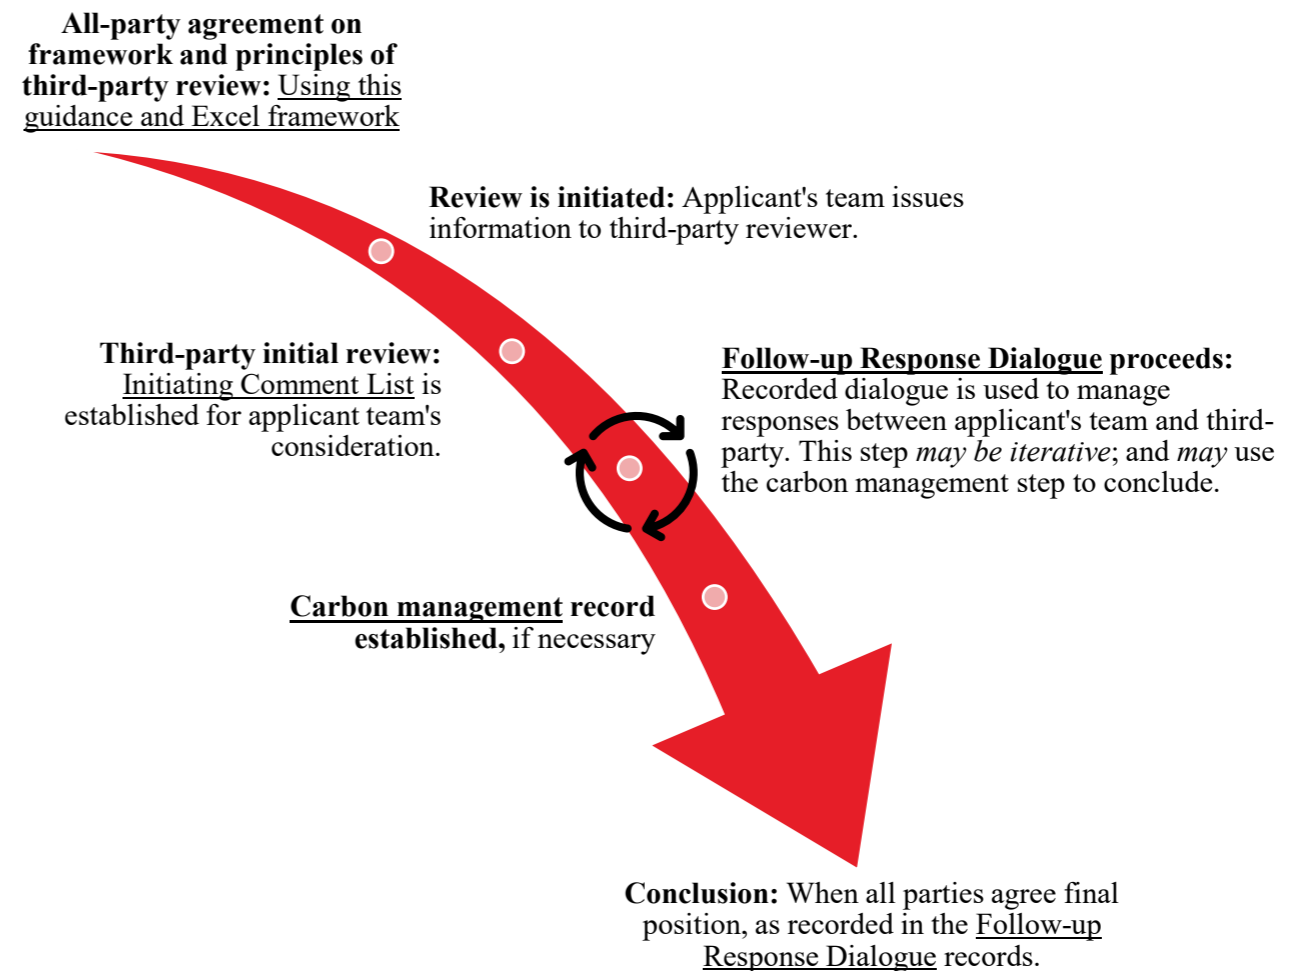 All-party agreement on
framework and principles of
third-party review: Using this
guidance and Excel framework
Review is initiated: Applicant's team issues
information to third-party reviewer.
Third-party initial review:
Initiating Comment List is
established for applicant team's
consideration.
Follow-up Response Dialogue proceeds:
Recorded dialogue is used to manage
responses between applicant's team and third-
party. This step may be iterative; and may use
the carbon management step to conclude.
Carbon management record
established, if necessary
Conclusion: When all parties agree final
position, as recorded in the Follow-up
Response Dialogue records.